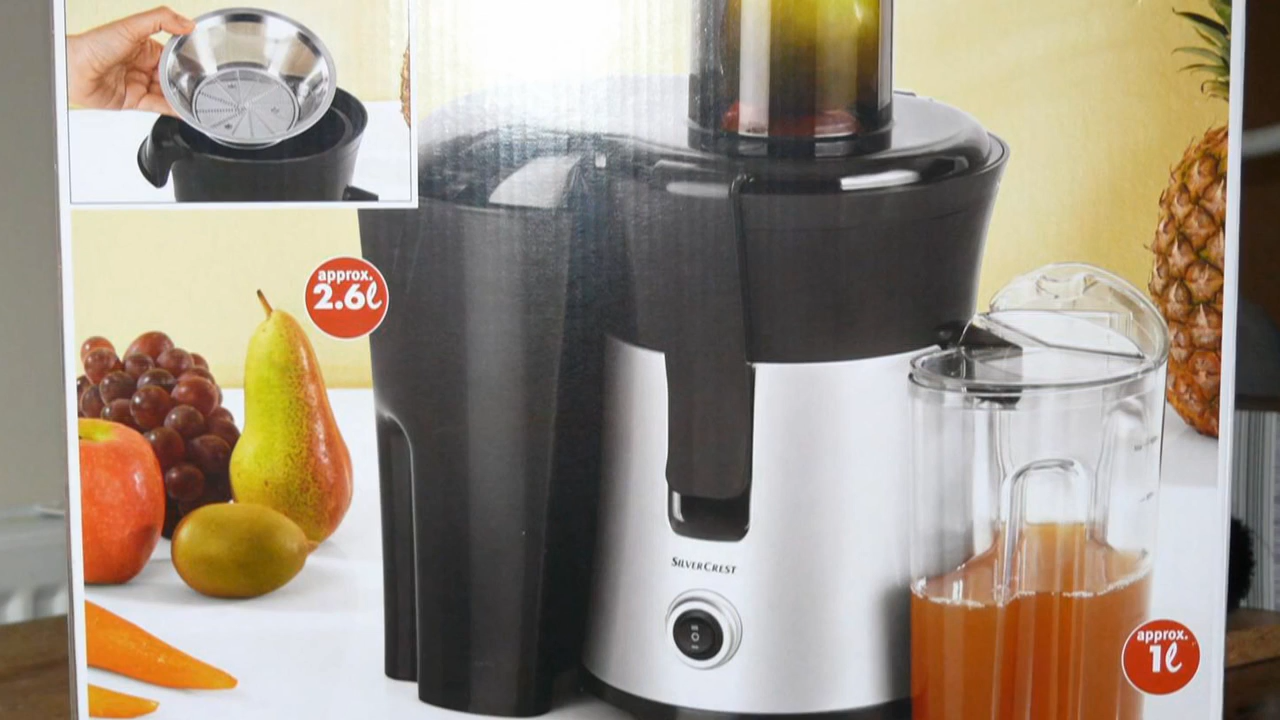 approx.
2.6ℓ
SILVERCREST
approx.
1ℓ